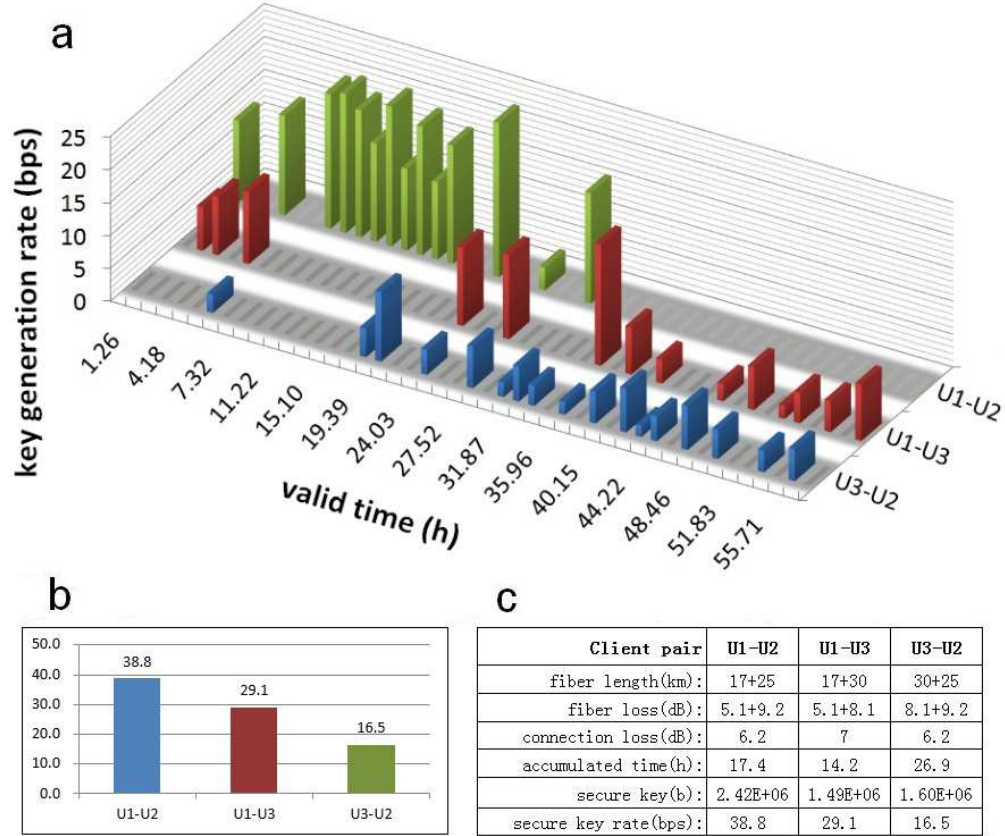 a
key generation rate (bps)
25
20
15
10
5
0
1.26
4.18
7.32
11.22
15.10
19.39
24.03
27.52
31.87
35.96
40.15
44.22
48.46
51.83
55.71
valid time (h)
U1-U2
U1-U3
U3-U2
b
50.0
40.0
30.0
20.0
10.0
0.0
38.8
29.1
16.5
U1-U2
U1-U3
U3-U2
c
Client pair U1-U2 U1-U3 U3-U2
fiber length(km): 17+25 17+30 30+25
fiber loss(dB): 5.1+9.2 5.1+8.1 8.1+9.2
connection loss(dB): 6.2 7 6.2
accumulated time(h): 17.4 14.2 26.9
secure key(b): 2.42E+06 1.49E+06 1.60E+06
secure key rate(bps): 38.8 29.1 16.5